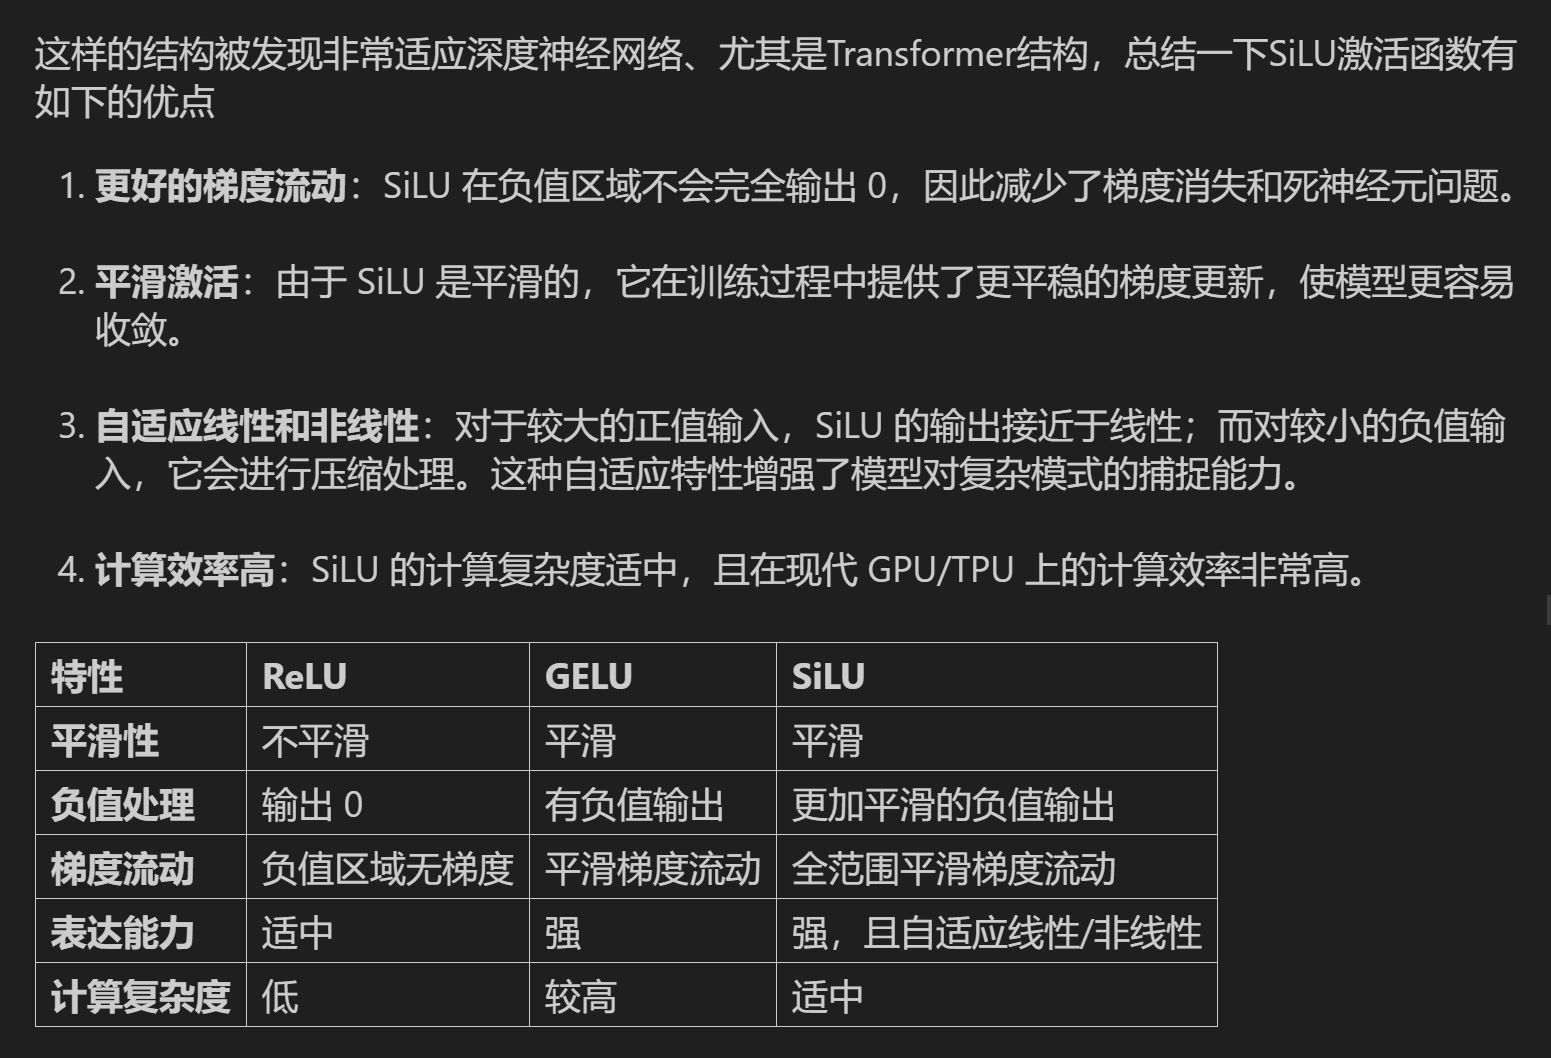 这样的结构被发现非常适应深度神经网络、尤其是Transformer结构，总结一下SiLU激活函数有
如下的优点
1. 更好的梯度流动：SiLU 在负值区域不会完全输出 0，因此减少了梯度消失和死神经元问题。
2. 平滑激活：由于 SiLU 是平滑的，它在训练过程中提供了更平稳的梯度更新，使模型更容易
收敛。
3. 自适应线性和非线性：对于较大的正值输入，SiLU 的输出接近于线性；而对较小的负值输
入，它会进行压缩处理。这种自适应特性增强了模型对复杂模式的捕捉能力。
4. 计算效率高：SiLU 的计算复杂度适中，且在现代 GPU/TPU 上的计算效率非常高。
特性 ReLU GELU SiLU
平滑性 不平滑 平滑 平滑
负值处理 输出 0 有负值输出 更加平滑的负值输出
梯度流动 负值区域无梯度 平滑梯度流动 全范围平滑梯度流动
表达能力 适中 强 强，且自适应线性/非线性
计算复杂度 低 较高 适中